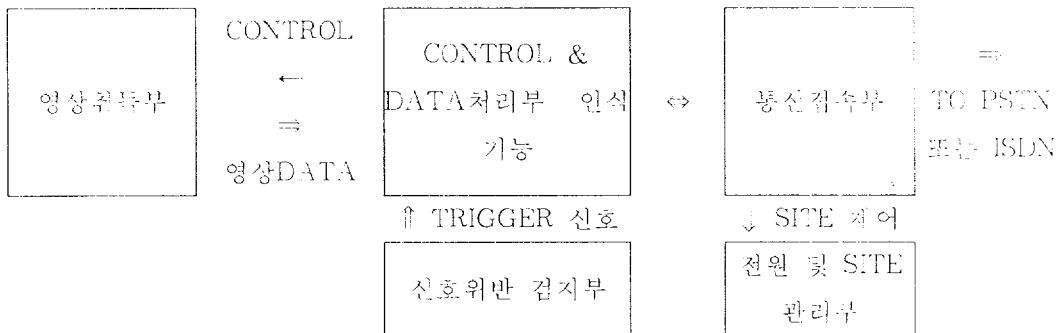 영상취득부
CONTROL
←
⇒
영상DATA
CONTROL &
DATA처리부 인식
기능
⇔
통신접속부
⇒
TO PSTN
또는 ISDN
⇑ TRIGGER 신호
↓ SITE 제어
신호위반 검지부
전원 및 SITE
관리부